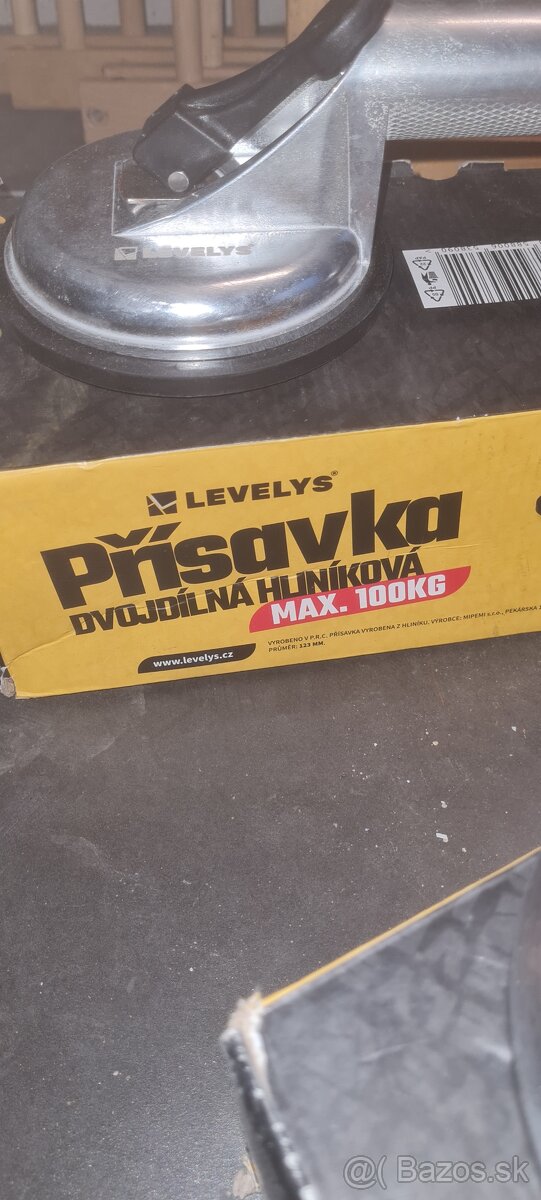 LEVELYS
LEVELYS®
Přísavka
DVOJDÍLNÁ HLINÍKOVÁ
MAX. 100KG
VYROBENO V P.R.C. PŘÍSAVKA VYROBENA Z HLINÍKU, VÝROBCE: MIPEMI s.r.o., PEKÁRSKA
PRŮMĚR: 123 MM.
www.levelys.cz
@( Bazos.sk